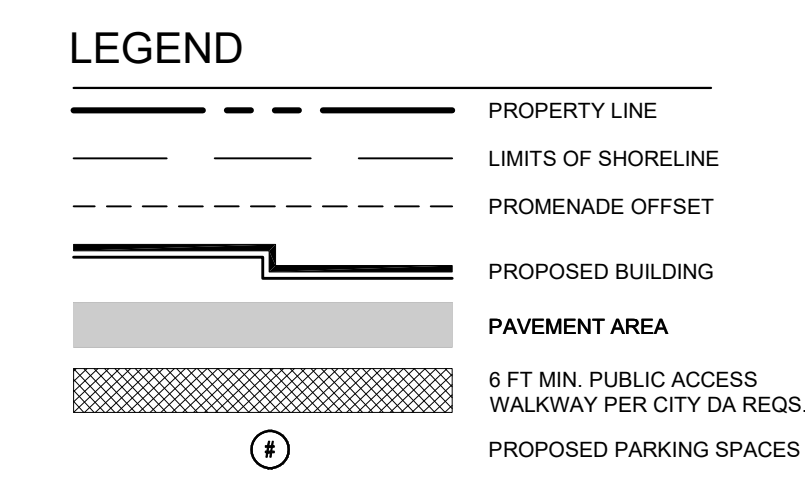 LEGEND
PROPERTY LINE
LIMITS OF SHORELINE
PROMENADE OFFSET
PROPOSED BUILDING
PAVEMENT AREA
6 FT MIN. PUBLIC ACCESS
WALKWAY PER CITY DA REQS.
# PROPOSED PARKING SPACES